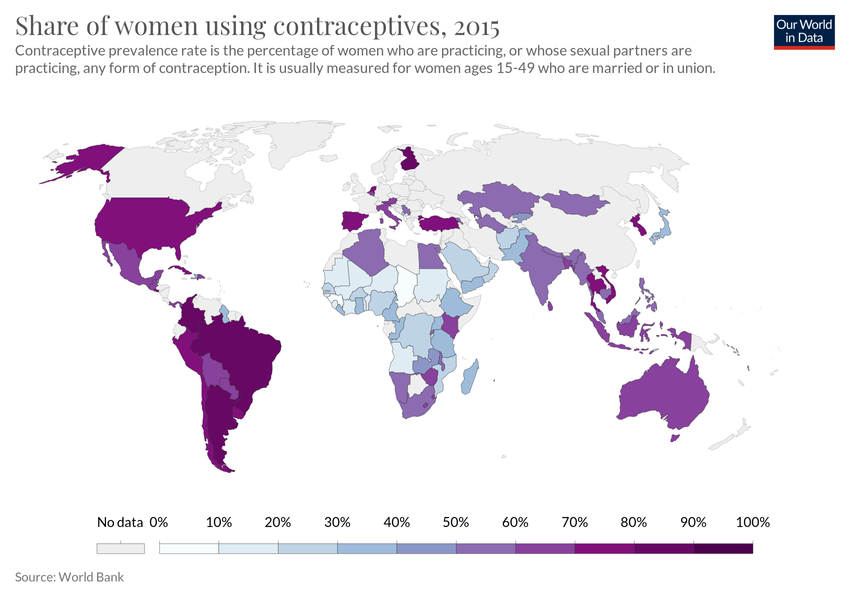 Share of women using contraceptives, 2015
Our World
in Data
Contraceptive prevalence rate is the percentage of women who are practicing, or whose sexual partners are
practicing, any form of contraception. It is usually measured for women ages 15-49 who are married or in union.
No data 0% 10% 20% 30% 40% 50% 60% 70% 80% 90% 100%
Source: World Bank